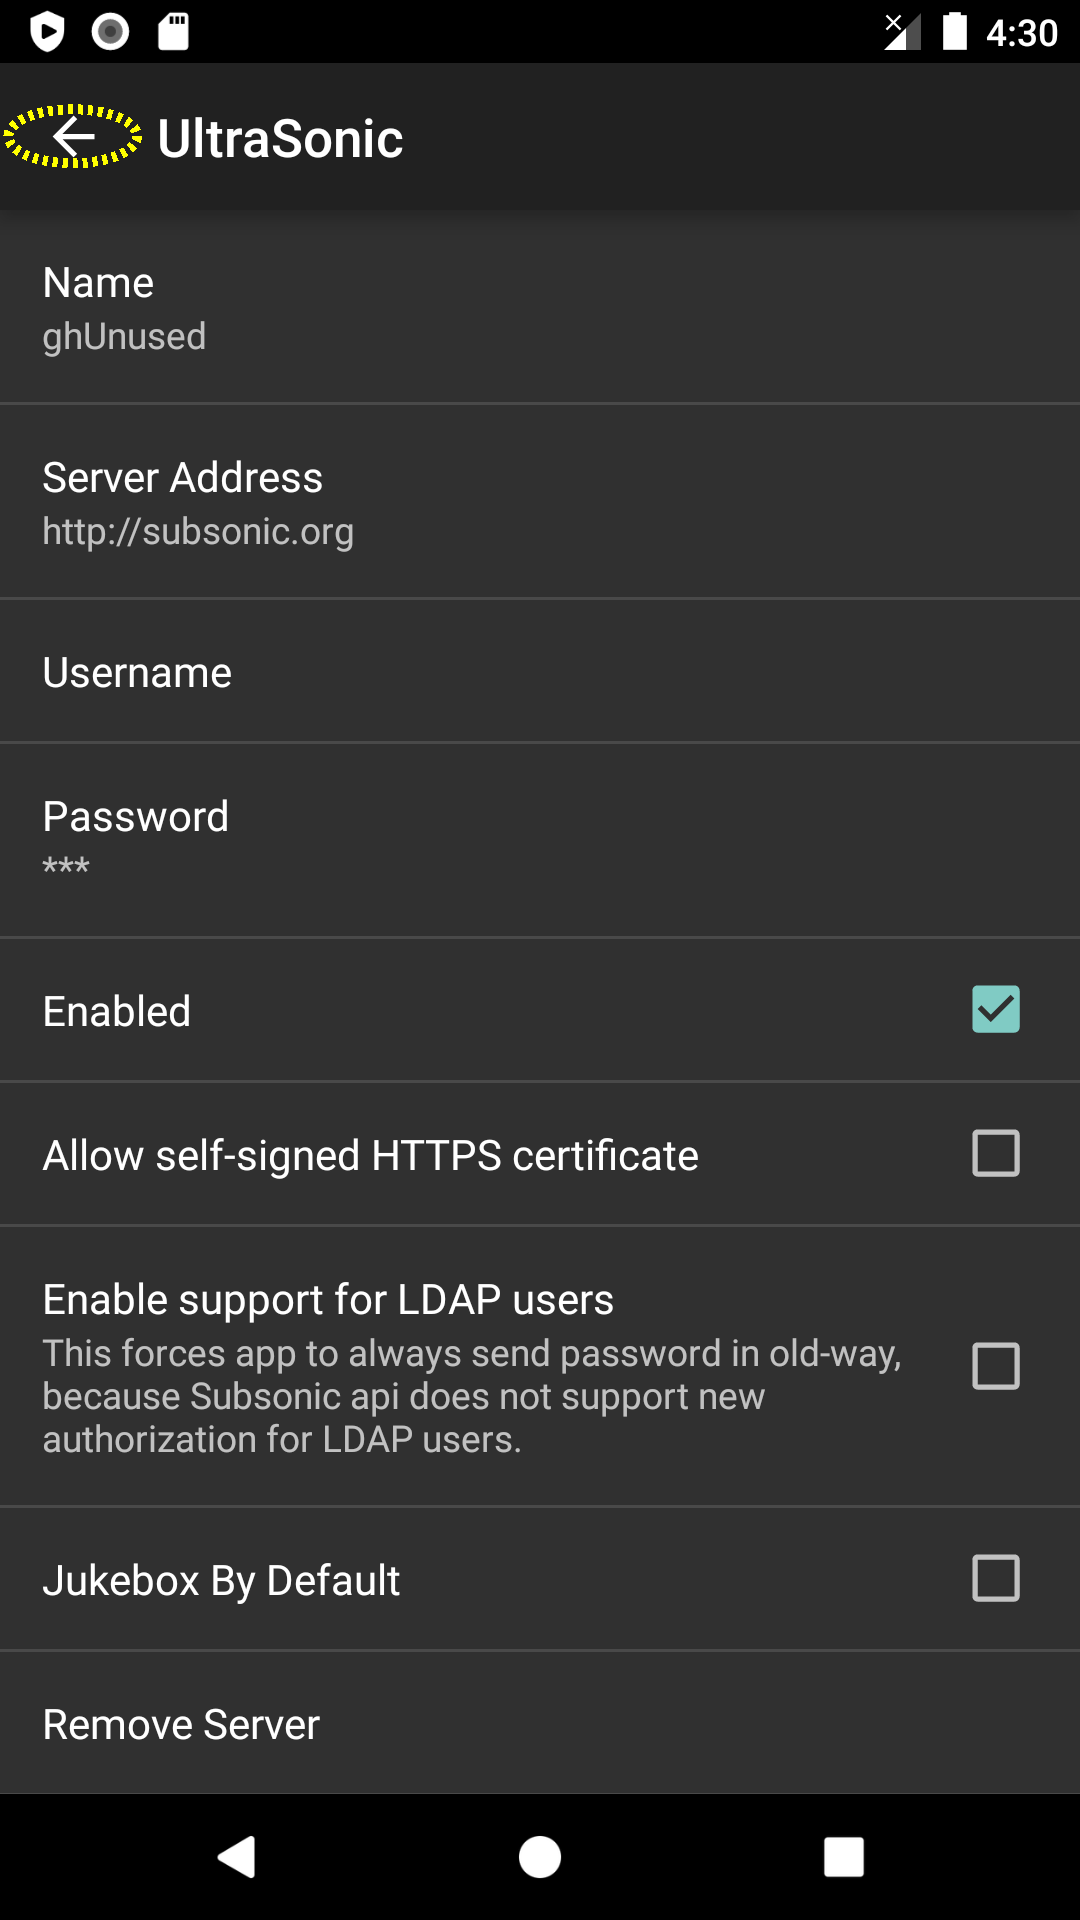 4:30
UltraSonic
Name
ghUnused
Server Address
http://subsonic.org
Username
Password
***
Enabled
Allow self-signed HTTPS certificate
Enable support for LDAP users
This forces app to always send password in old-way,
because Subsonic api does not support new
authorization for LDAP users.
Jukebox By Default
Remove Server